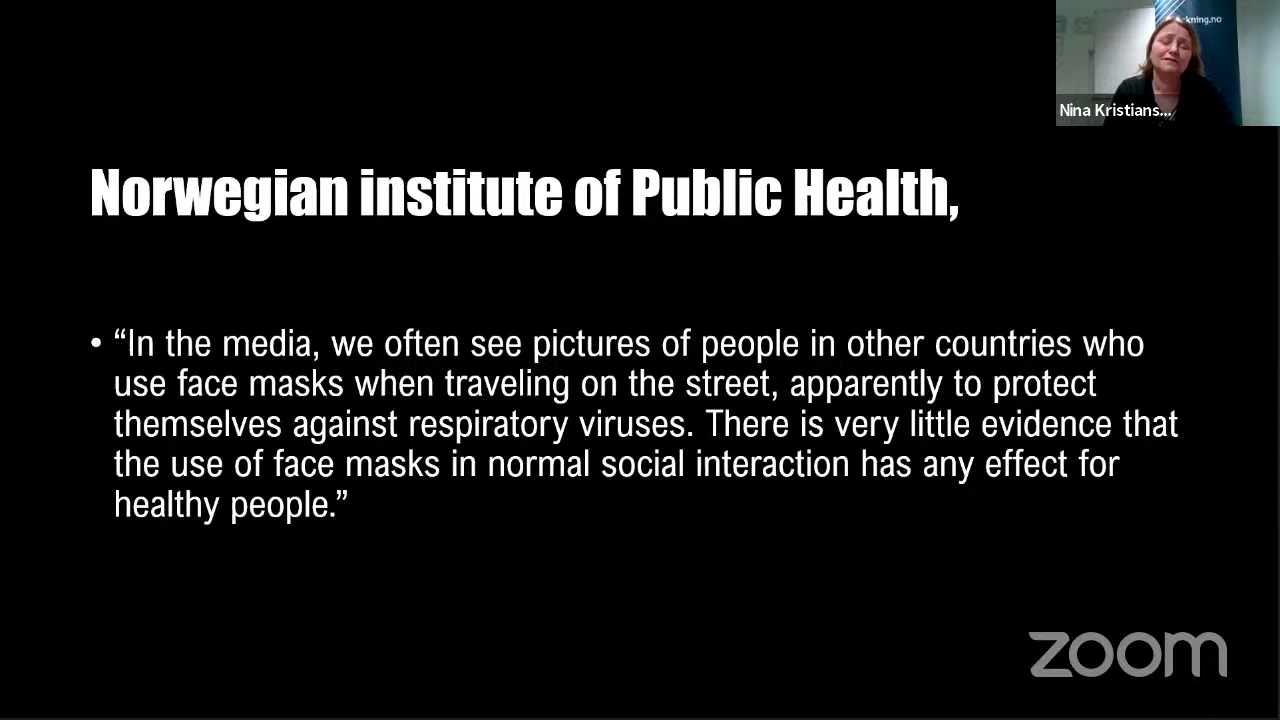 kning.no
Nina Kristians...
Norwegian institute of Public Health,
• “In the media, we often see pictures of people in other countries who
use face masks when traveling on the street, apparently to protect
themselves against respiratory viruses. There is very little evidence that
the use of face masks in normal social interaction has any effect for
healthy people.”
zoom